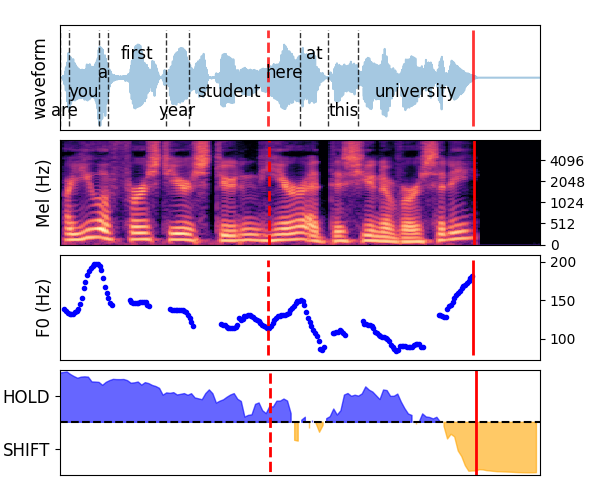 waveform
are
you
a
first
year
student
here
at
this
university
Mel (Hz)
4096
2048
1024
512
0
F0 (Hz)
200
150
100
HOLD
SHIFT